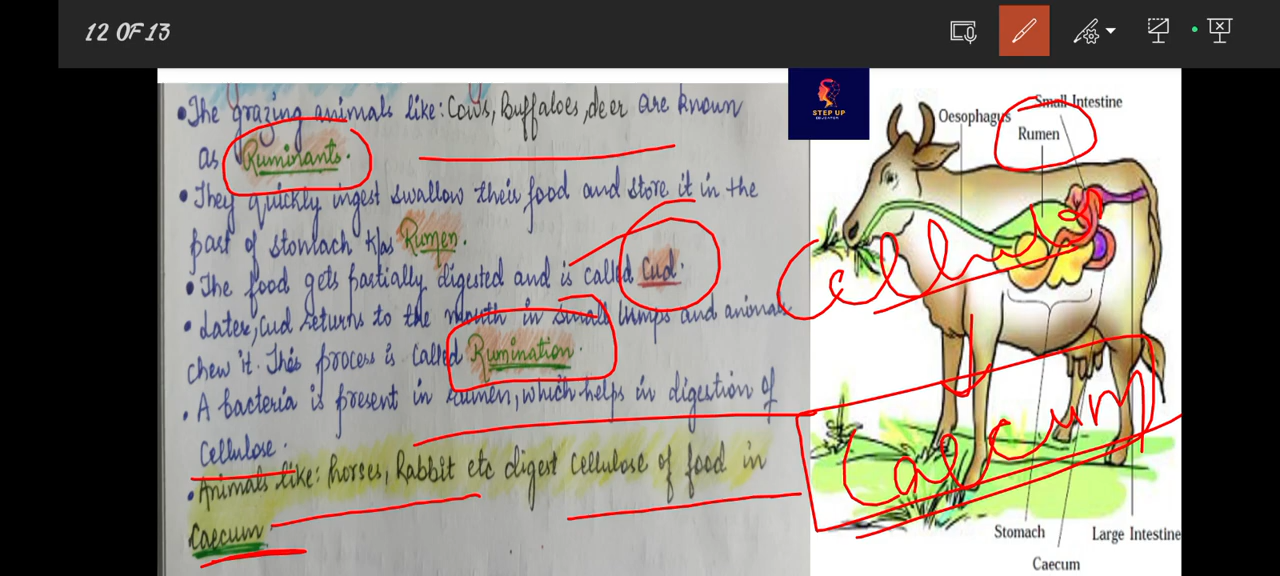 12 OF 13
•The grazing animals like: Cows, Buffaloes, deer are known
as Ruminants.
• They quickly ingest swallow their food and store it in the
part of stomach k/as Rumen.
• The food gets partially digested and is called Cud.
• Later, cud returns to the mouth in small lumps and animals
chew it. This process is called Rumination.
• A bacteria is present in rumen, which helps in digestion of
Cellulose.
• Animals like: horses, Rabbit etc digest cellulose of food in
Caecum.
STEP UP
Small Intestine
Oesophagus
Rumen
Caecum
Stomach
Large Intestine
Caecum